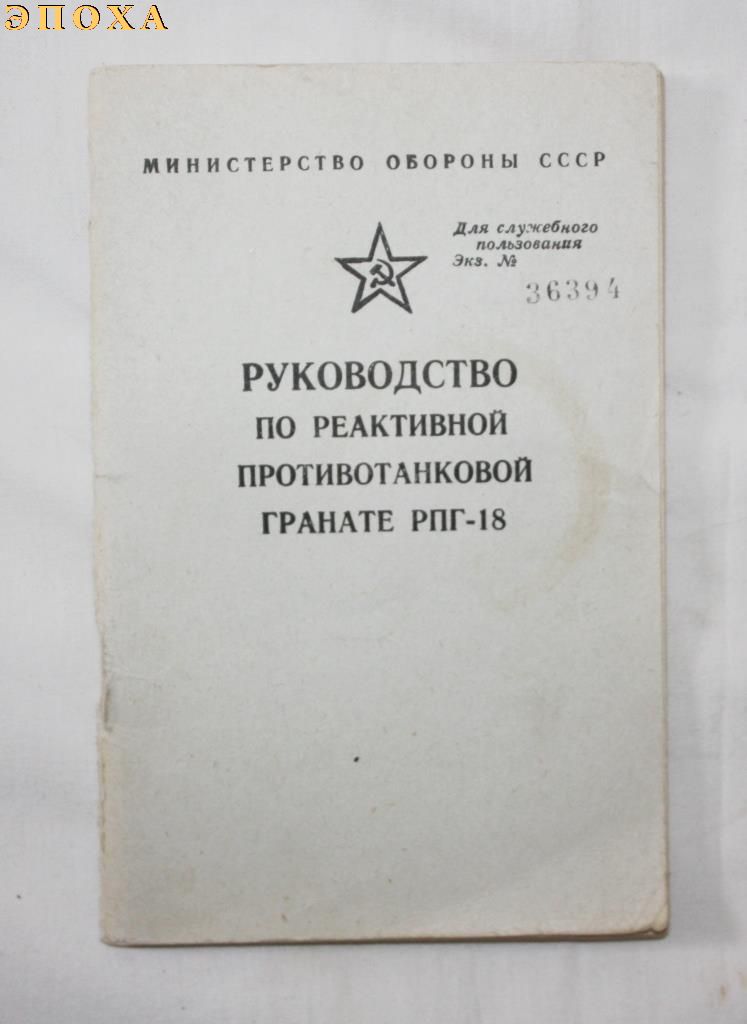 ЭПОХА
МИНИСТЕРСТВО ОБОРОНЫ СССР
Для служебного
пользования
Экз. №
36394
РУКОВОДСТВО
ПО РЕАКТИВНОЙ
ПРОТИВОТАНКОВОЙ
ГРАНАТЕ РПГ-18